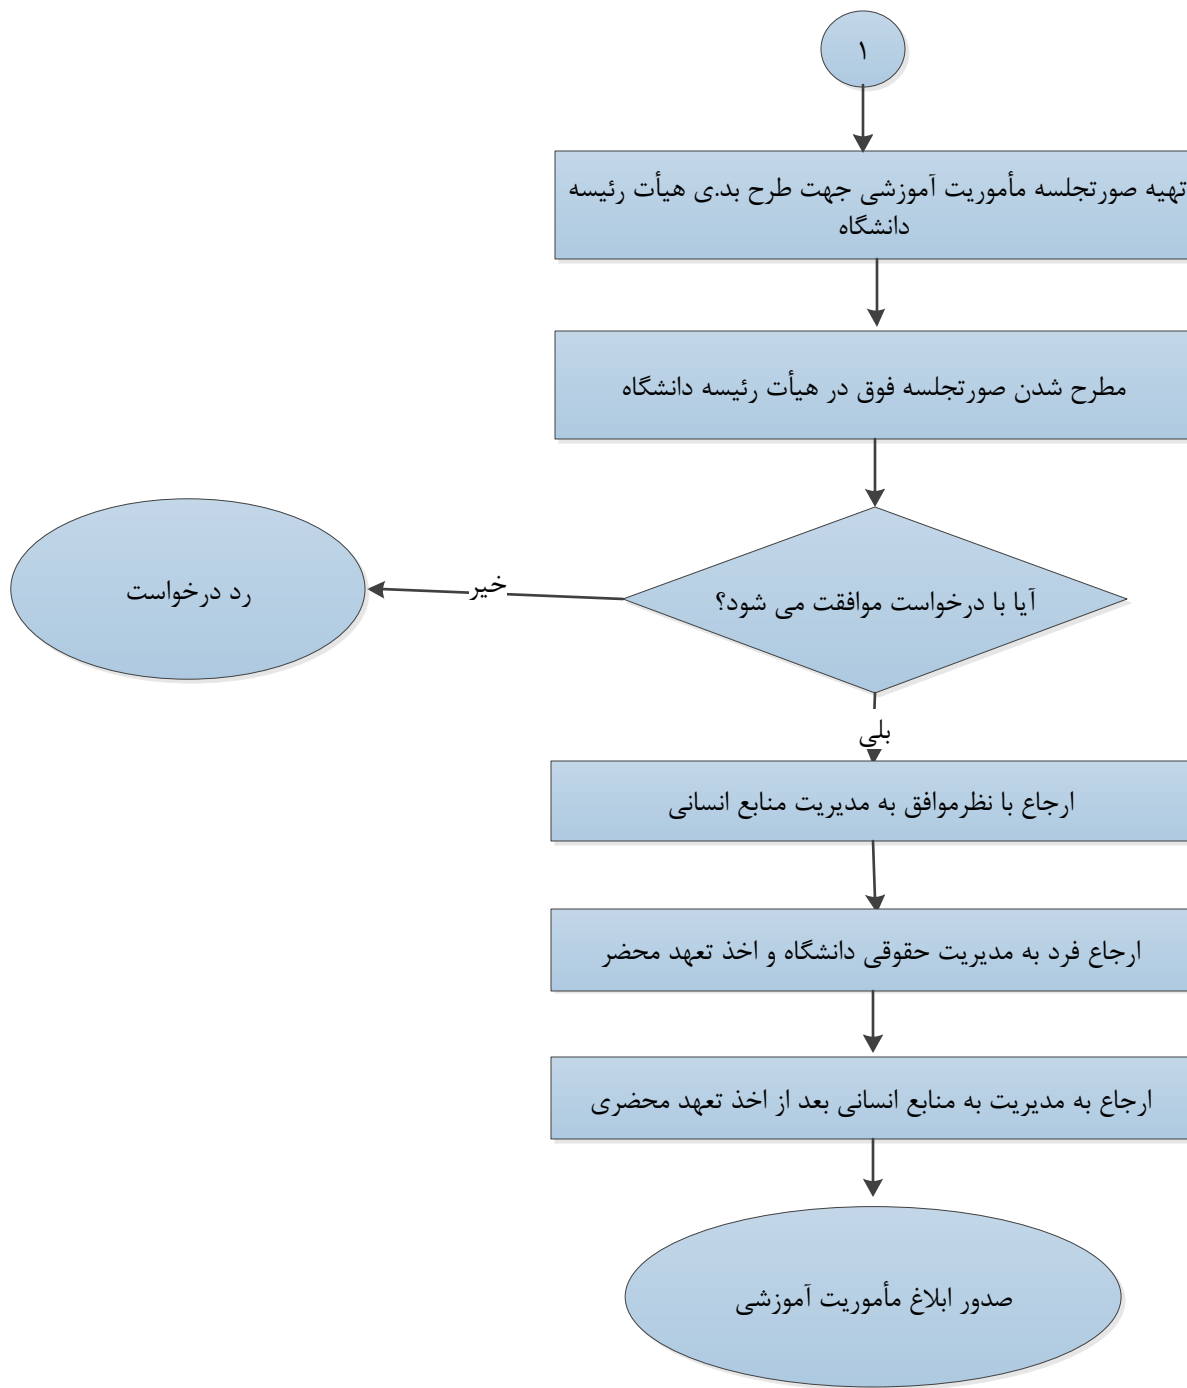 ۱
تهیه صورتجلسه مأموریت آموزشی جهت طرح بد.ی هیأت رئیسه
دانشگاه
مطرح شدن صورتجلسه فوق در هیأت رئیسه دانشگاه
آیا با درخواست موافقت می شود؟
خیر
رد درخواست
بلی
ارجاع با نظرموافق به مدیریت منابع انسانی
ارجاع فرد به مدیریت حقوقی دانشگاه و اخذ تعهد محضر
ارجاع به مدیریت به منابع انسانی بعد از اخذ تعهد محضری
صدور ابلاغ مأموریت آموزشی